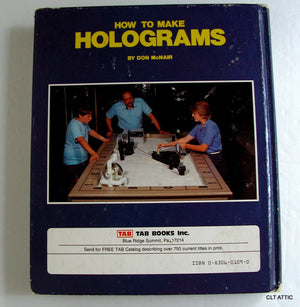 HOW TO MAKE
HOLOGRAMS
BY DON McNAIR
TAB TAB BOOKS Inc.
Blue Ridge Summit, Pa. 17214
Send for FREE TAB Catalog describing over 750 current titles in print.
ISBN 0-8306-0109-0
CLT ATTIC